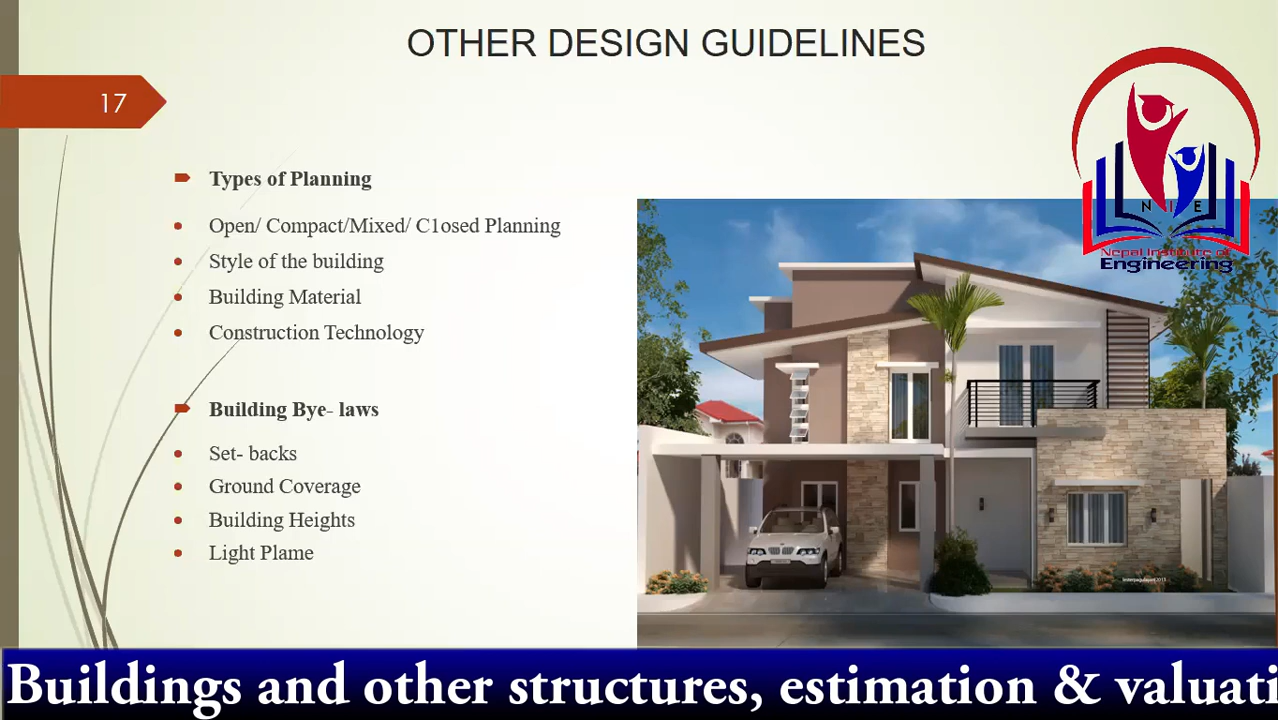 OTHER DESIGN GUIDELINES
17
Types of Planning
Open/ Compact/Mixed/ C1osed Planning
Style of the building
Building Material
Construction Technology
Building Bye- laws
Set- backs
Ground Coverage
Building Heights
Light Plame
N I E
Nepal Institute of
Engineering
Buildings and other structures, estimation & valuati